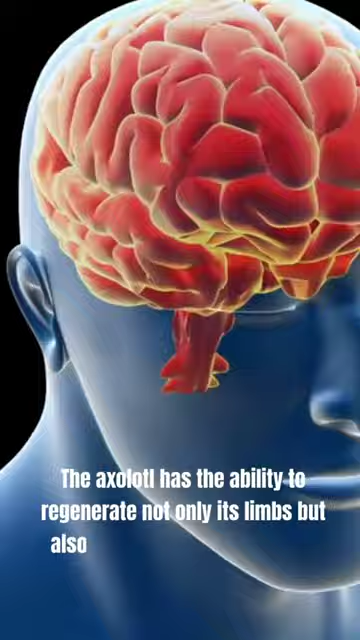 The axolotl has the ability to
regenerate not only its limbs but
also